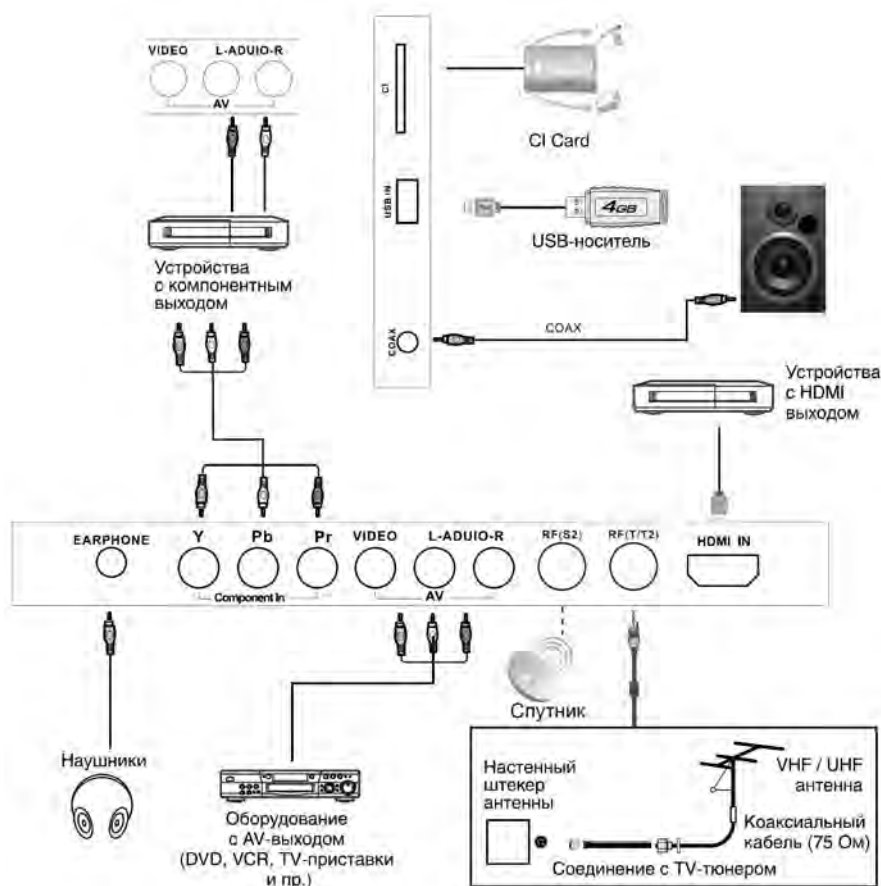 VIDEO L-ADUIO-R
AV
CI
CI Card
USB IN
4GB
USB-носитель
Устройства
с компонентным
выходом
COAX
COAX
Устройства
с HDMI
выходом
EARPHONE Y Pb Pr VIDEO L-ADUIO-R RF(S2) RF(T/T2) HDMI IN
Component In AV
Спутник
Наушники
Оборудование
с AV-выходом
(DVD, VCR, TV-приставки
и пр.)
Настенный
штекер
антенны
VHF / UHF
антенна
Коаксиальный
кабель (75 Ом)
Соединение с TV-тюнером